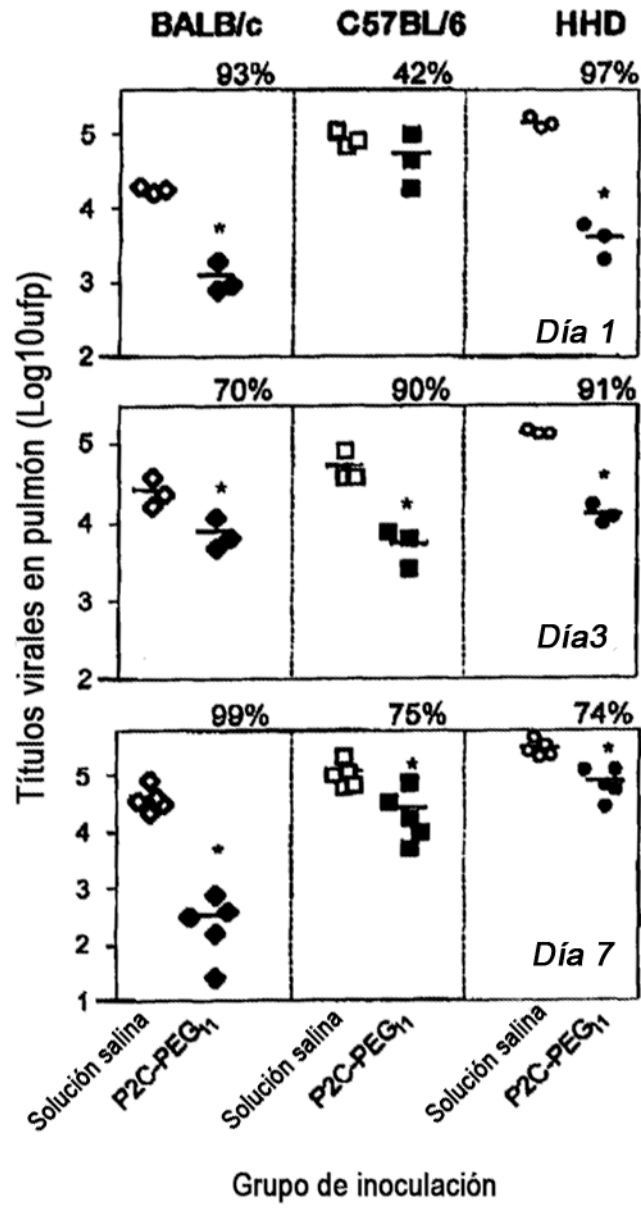 BALB/c C57BL/6 HHD
93% 42% 97%
5
4
3
2
* *
Día 1
70% 90% 91%
5
4
3
2
* * *
Día3
99% 75% 74%
5
4
3
2
1
* * *
Día 7
Títulos virales en pulmón (Log10ufp)
Solución salina P2C-PEG₁₁ Solución salina P2C-PEG₁₁ Solución salina P2C-PEG₁₁
Grupo de inoculación